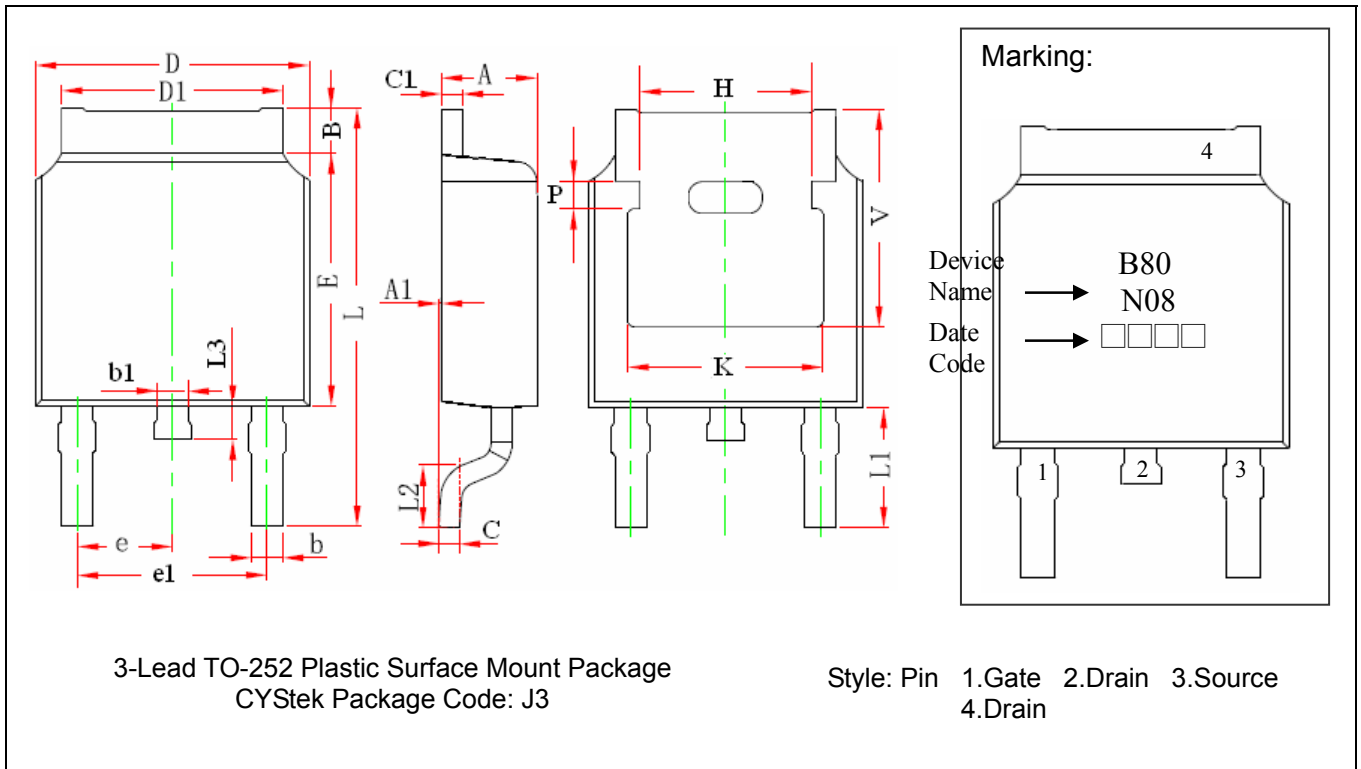 D
D1
B
E
L
L3
b1
e
e1
b
C1
A
A1
L2
C
H
P
V
K
L1
Marking:
4
Device
Name
B80
N08
Date
Code
□□□□
1
2
3
3-Lead TO-252 Plastic Surface Mount Package
CYStek Package Code: J3
Style: Pin 1.Gate 2.Drain 3.Source
4.Drain